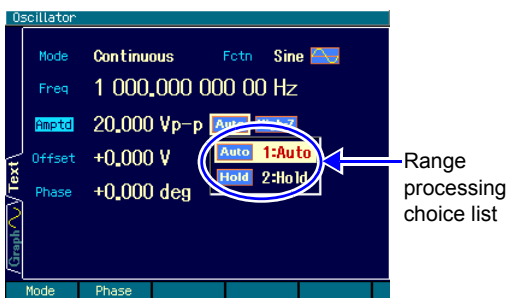 Oscillator
Mode Continuous Fctn Sine
Freq 1 000.000 000 00 Hz
Amptd 20.000 Vp-p Auto High-Z
Auto 1:Auto
Offset +0.000 V
Hold 2:Hold
Phase +0.000 deg
Text
Graph
Mode Phase
Range
processing
choice list